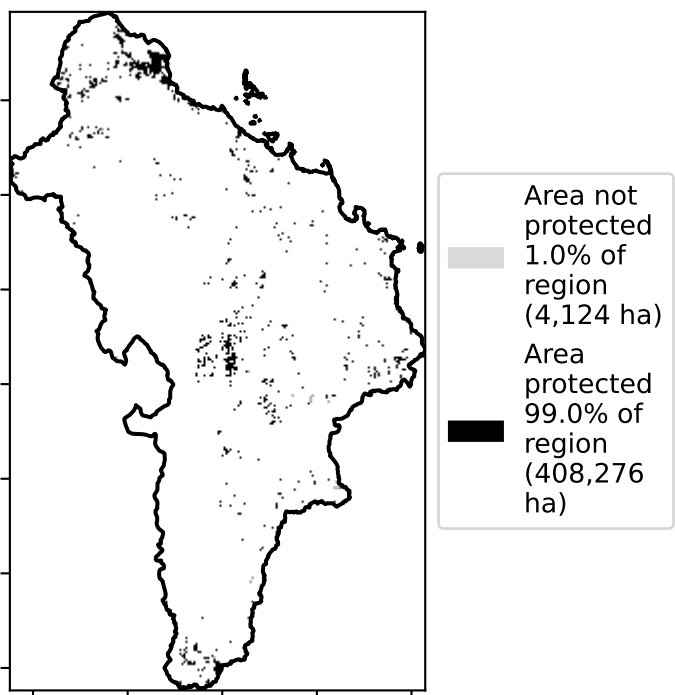 Area not
protected
1.0% of
region
(4,124 ha)
Area
protected
99.0% of
region
(408,276
ha)